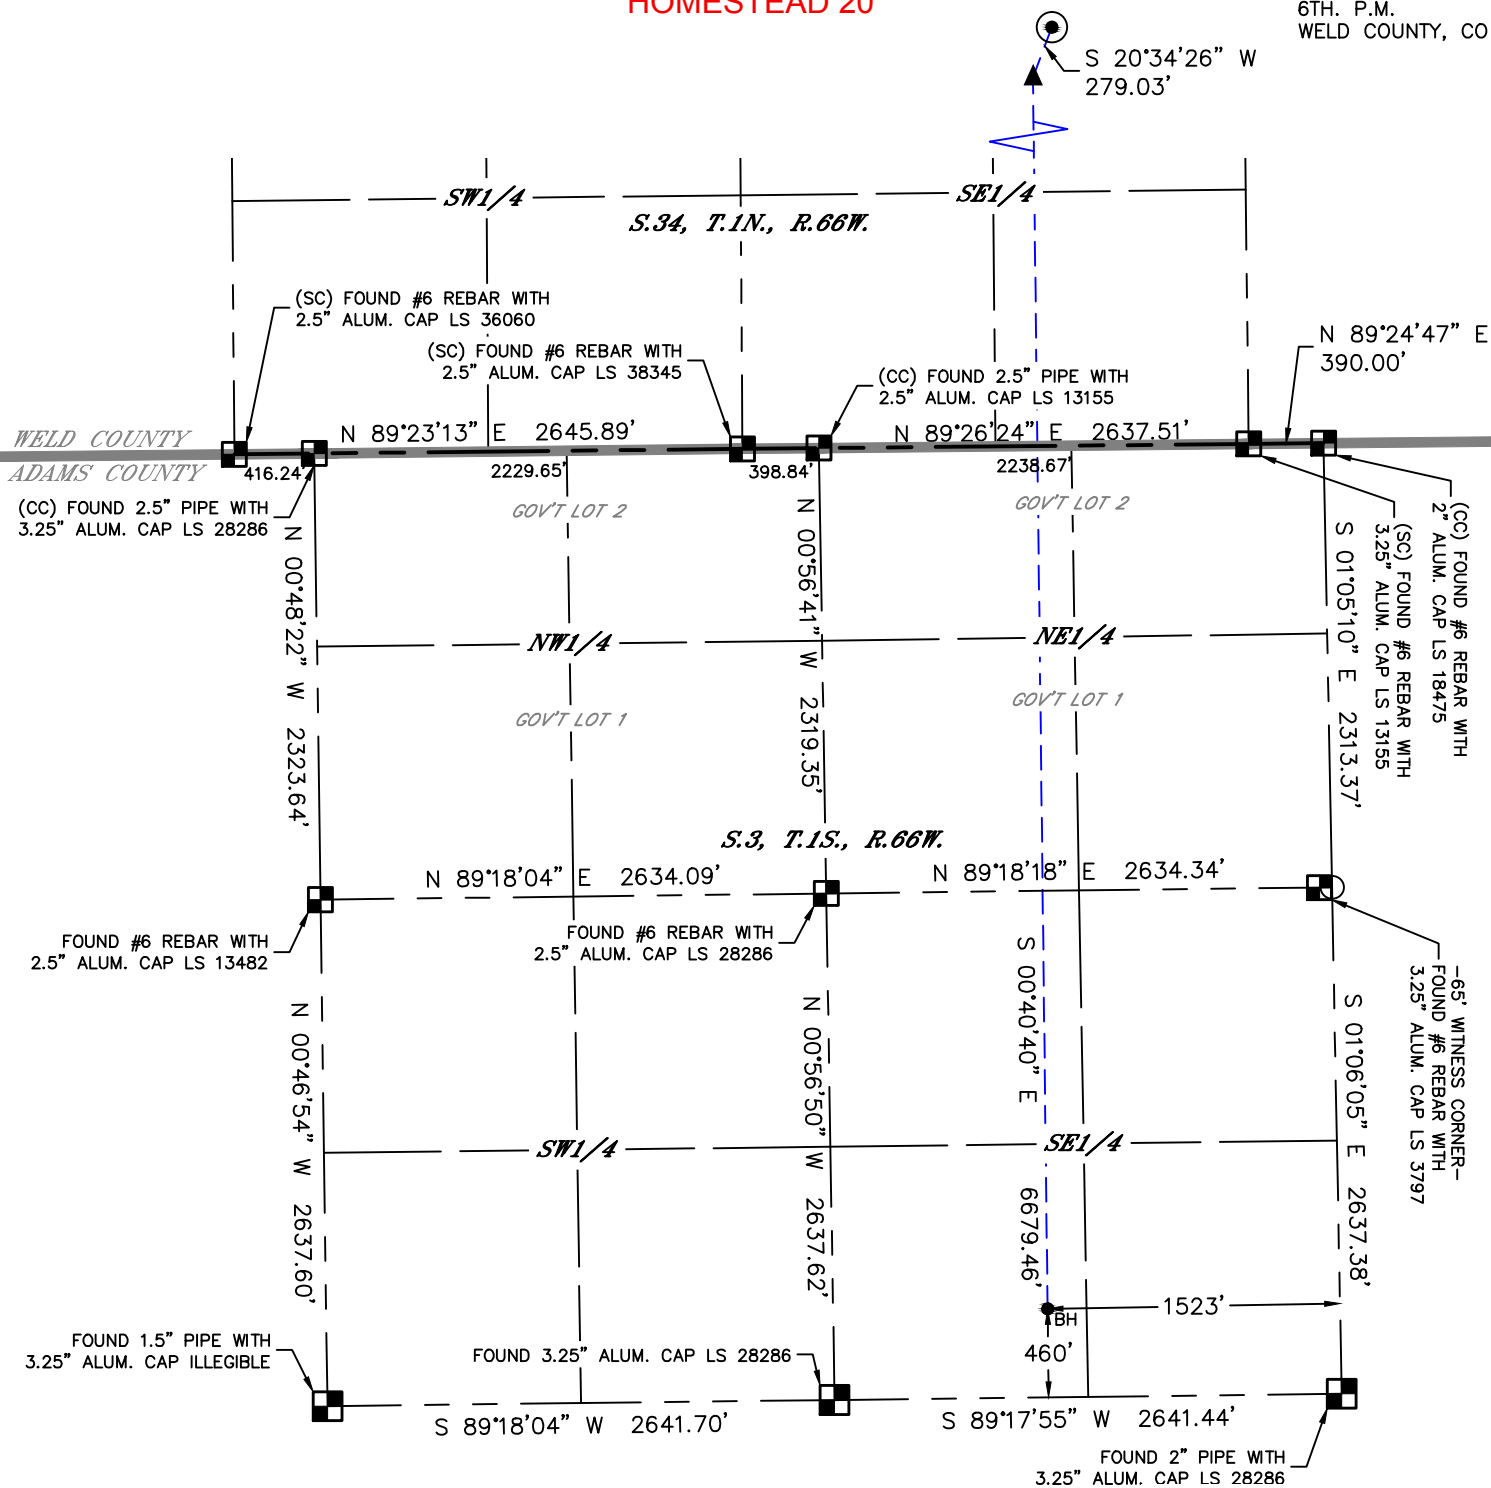 HOMESTEAD 20
6TH. P.M.
WELD COUNTY, CO
S 20°34'26" W
279.03'
SW1/4
SE1/4
S.34, T.1N., R.66W.
(SC) FOUND #6 REBAR WITH
2.5" ALUM. CAP LS 36060
(SC) FOUND #6 REBAR WITH
2.5" ALUM. CAP LS 38345
(CC) FOUND 2.5" PIPE WITH
2.5" ALUM. CAP LS 13155
N 89°24'47" E
390.00'
WELD COUNTY
N 89°23'13" E 2645.89'
N 89°26'24" E 2637.51'
ADAMS COUNTY
416.24'
2229.65'
398.84'
2238.67'
(CC) FOUND 2.5" PIPE WITH
3.25" ALUM. CAP LS 28286
GOV'T LOT 2
GOV'T LOT 2
(CC) FOUND #6 REBAR WITH
2" ALUM. CAP LS 18475
(SC) FOUND #6 REBAR WITH
3.25" ALUM. CAP LS 13155
N 00°48'22" W 2323.64'
N 00°56'41" W 2319.35'
S 01°05'10" E 2313.37'
NW1/4
NE1/4
GOV'T LOT 1
GOV'T LOT 1
S.3, T.1S., R.66W.
N 89°18'04" E 2634.09'
N 89°18'18" E 2634.34'
FOUND #6 REBAR WITH
2.5" ALUM. CAP LS 13482
FOUND #6 REBAR WITH
2.5" ALUM. CAP LS 28286
-65' WITNESS CORNER-
FOUND #6 REBAR WITH
3.25" ALUM. CAP LS 3797
N 00°46'54" W 2637.60'
N 00°56'50" W 2637.62'
S 00°40'40" E 6679.46'
S 01°06'05" E 2637.38'
SW1/4
SE1/4
BH
1523'
460'
FOUND 1.5" PIPE WITH
3.25" ALUM. CAP ILLEGIBLE
FOUND 3.25" ALUM. CAP LS 28286
S 89°18'04" W 2641.70'
S 89°17'55" W 2641.44'
FOUND 2" PIPE WITH
3.25" ALUM. CAP LS 28286